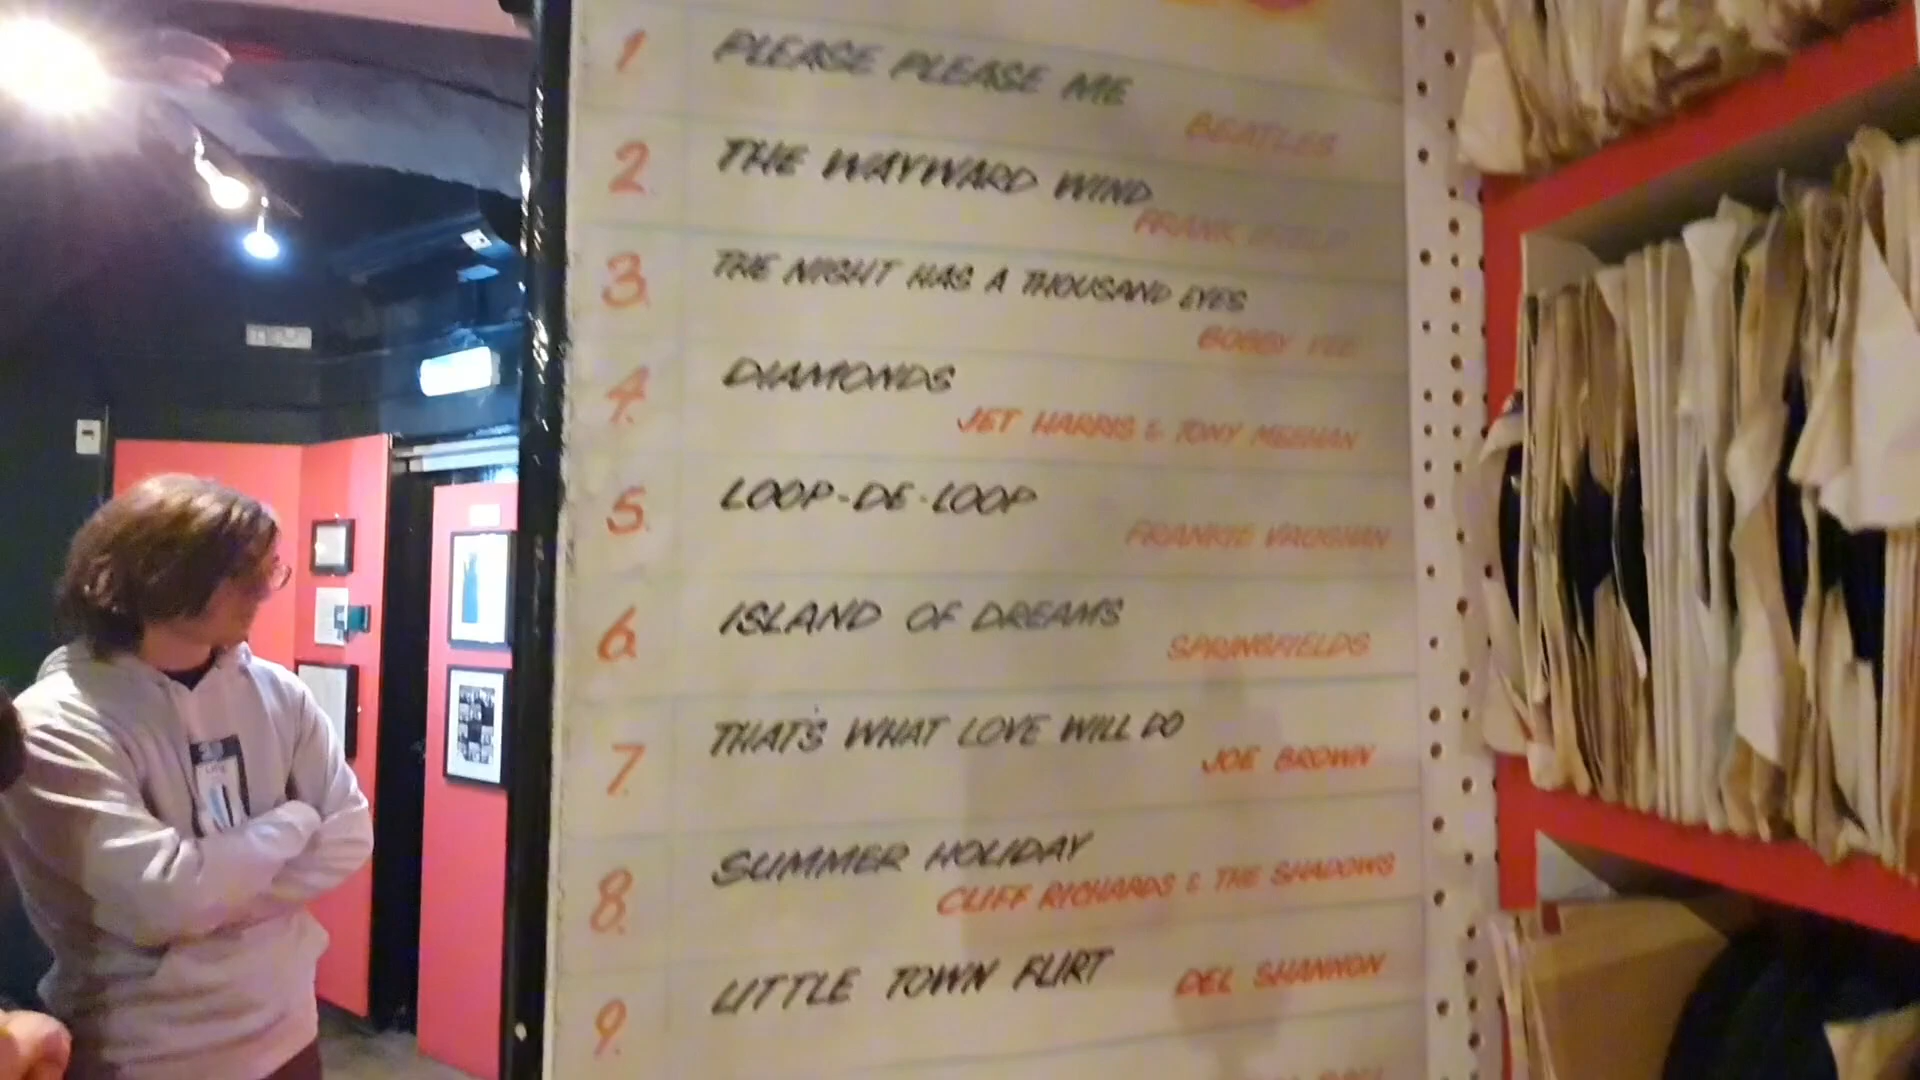 1 PLEASE PLEASE ME
BEATLES
2. THE WAYWARD WIND
FRANK IFIELD
3. THE NIGHT HAS A THOUSAND EYES
BOBBY VEE
4. DIAMONDS
JET HARRIS & TONY MEEHAN
5. LOOP-DE-LOOP
FRANKIE VAUGHAN
6. ISLAND OF DREAMS
SPRINGFIELDS
7. THAT'S WHAT LOVE WILL DO
JOE BROWN
8. SUMMER HOLIDAY
CLIFF RICHARDS & THE SHADOWS
9. LITTLE TOWN FLIRT
DEL SHANNON